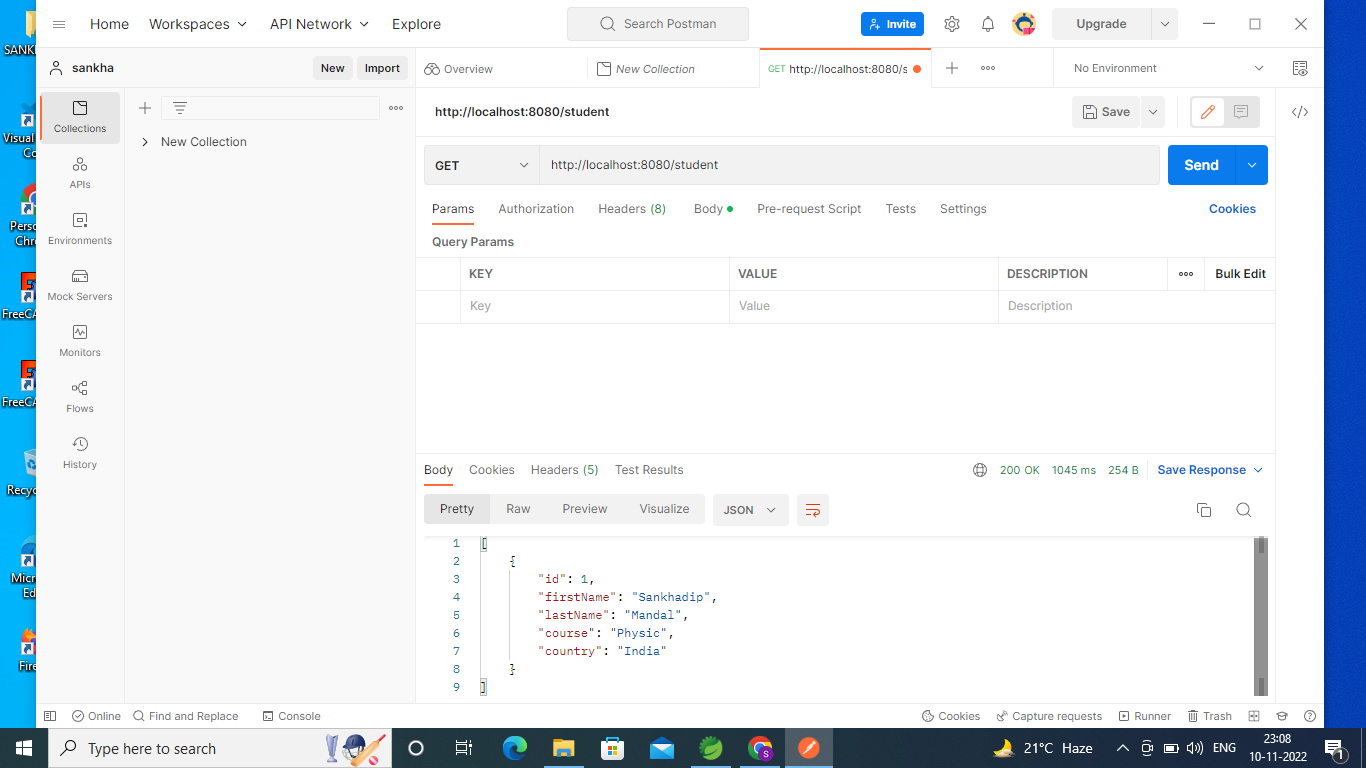 Home Workspaces API Network Explore Search Postman Invite Upgrade
sankha New Import Overview New Collection GET http://localhost:8080/s No Environment
Collections
APIs
Environments
Mock Servers
Monitors
Flows
History
New Collection
http://localhost:8080/student Save
GET http://localhost:8080/student Send
Params Authorization Headers (8) Body Pre-request Script Tests Settings Cookies
Query Params
KEY VALUE DESCRIPTION Bulk Edit
Key Value Description
Body Cookies Headers (5) Test Results 200 OK 1045 ms 254 B Save Response
Pretty Raw Preview Visualize JSON
1 [
2 {
3 "id": 1,
4 "firstName": "Sankhadip",
5 "lastName": "Mandal",
6 "course": "Physic",
7 "country": "India"
8 }
9 ]
Online Find and Replace Console Cookies Capture requests Runner Trash
Type here to search 21°C Haze ENG 23:08
10-11-2022 1
SANK
Visual
Co
Perso
Chr
FreeCA
FreeCA
Recyc
Micr
Ed
Fire
S